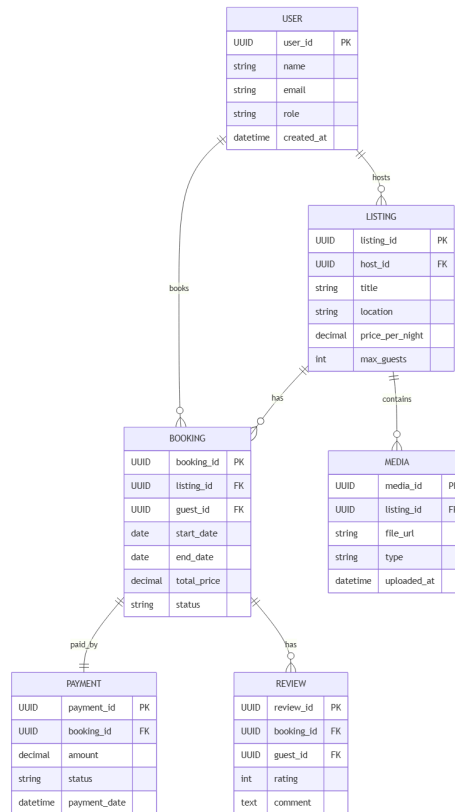 USER
UUID user_id PK
string name
string email
string role
datetime created_at
hosts
LISTING
UUID listing_id PK
UUID host_id FK
string title
string location
decimal price_per_night
int max_guests
books
has
contains
BOOKING
UUID booking_id PK
UUID listing_id FK
UUID guest_id FK
date start_date
date end_date
decimal total_price
string status
MEDIA
UUID media_id PK
UUID listing_id FK
string file_url
string type
datetime uploaded_at
paid_by
has
PAYMENT
UUID payment_id PK
UUID booking_id FK
decimal amount
string status
datetime payment_date
REVIEW
UUID review_id PK
UUID booking_id FK
UUID guest_id FK
int rating
text comment